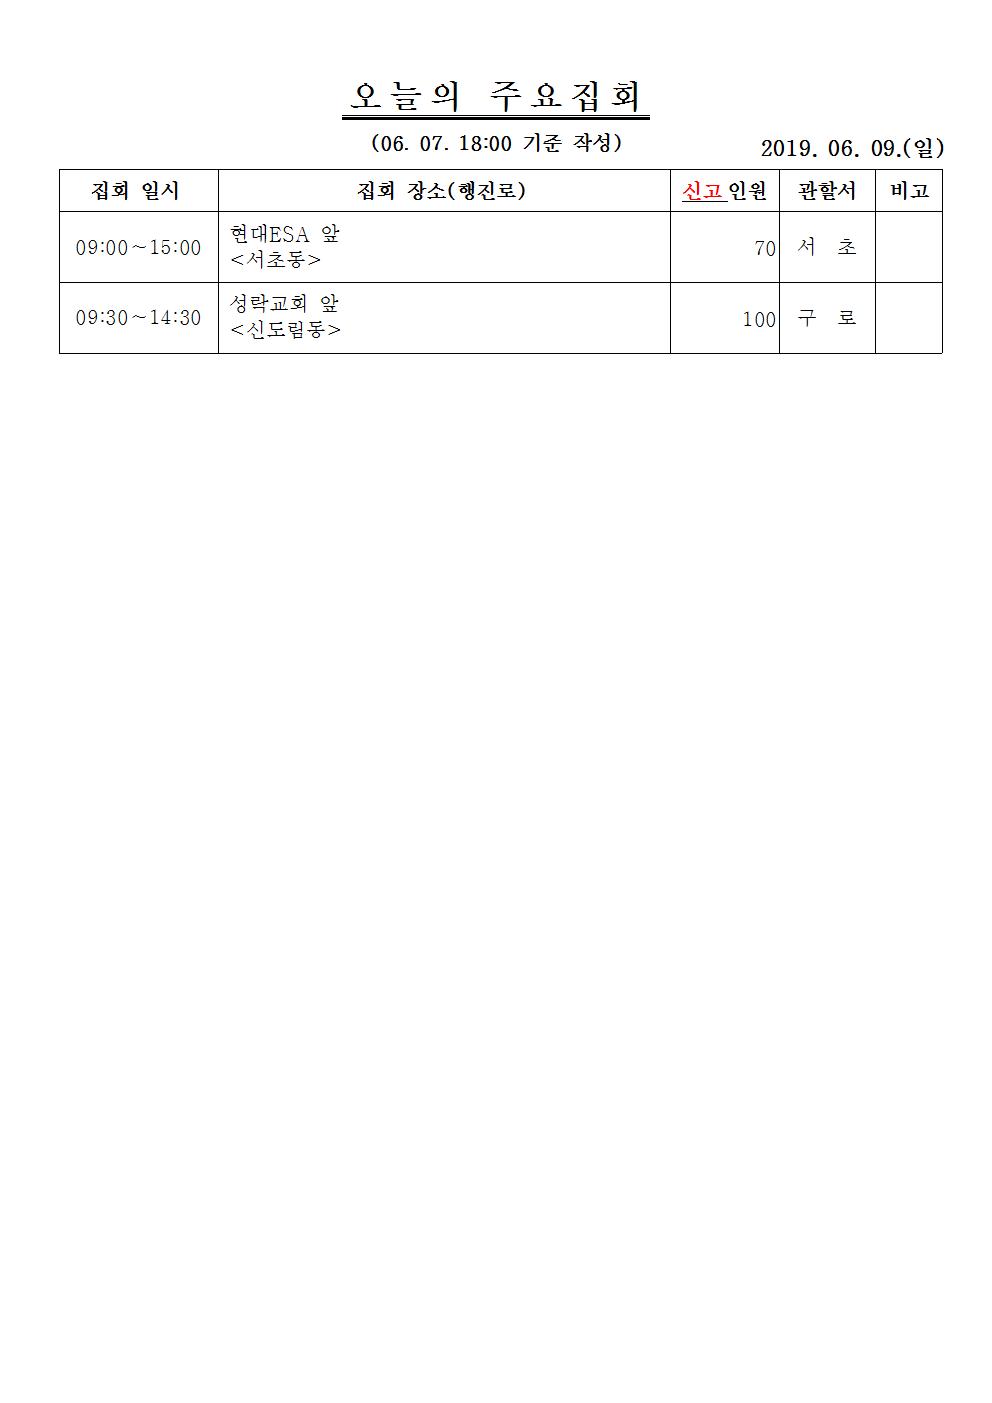 오늘의 주요집회
(06. 07. 18:00 기준 작성)
2019. 06. 09.(일)
집회 일시 집회 장소(행진로) 신고 인원 관할서 비고
09:00～15:00 현대ESA 앞 70 서 초
<서초동>
09:30～14:30 성락교회 앞 100 구 로
<신도림동>